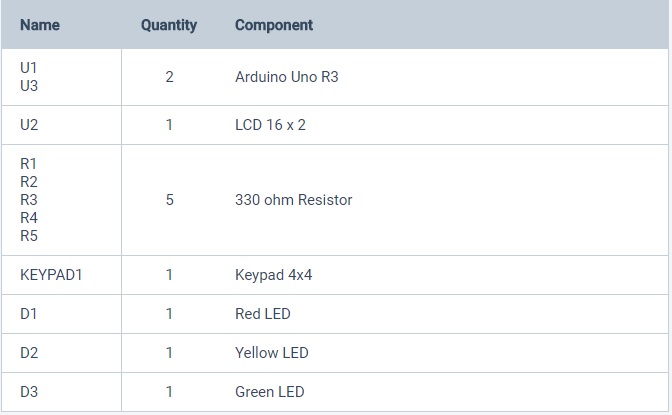 Name Quantity Component
U1
U3
2 Arduino Uno R3
U2 1 LCD 16 x 2
R1
R2
R3
R4
R5
5 330 ohm Resistor
KEYPAD1 1 Keypad 4x4
D1 1 Red LED
D2 1 Yellow LED
D3 1 Green LED